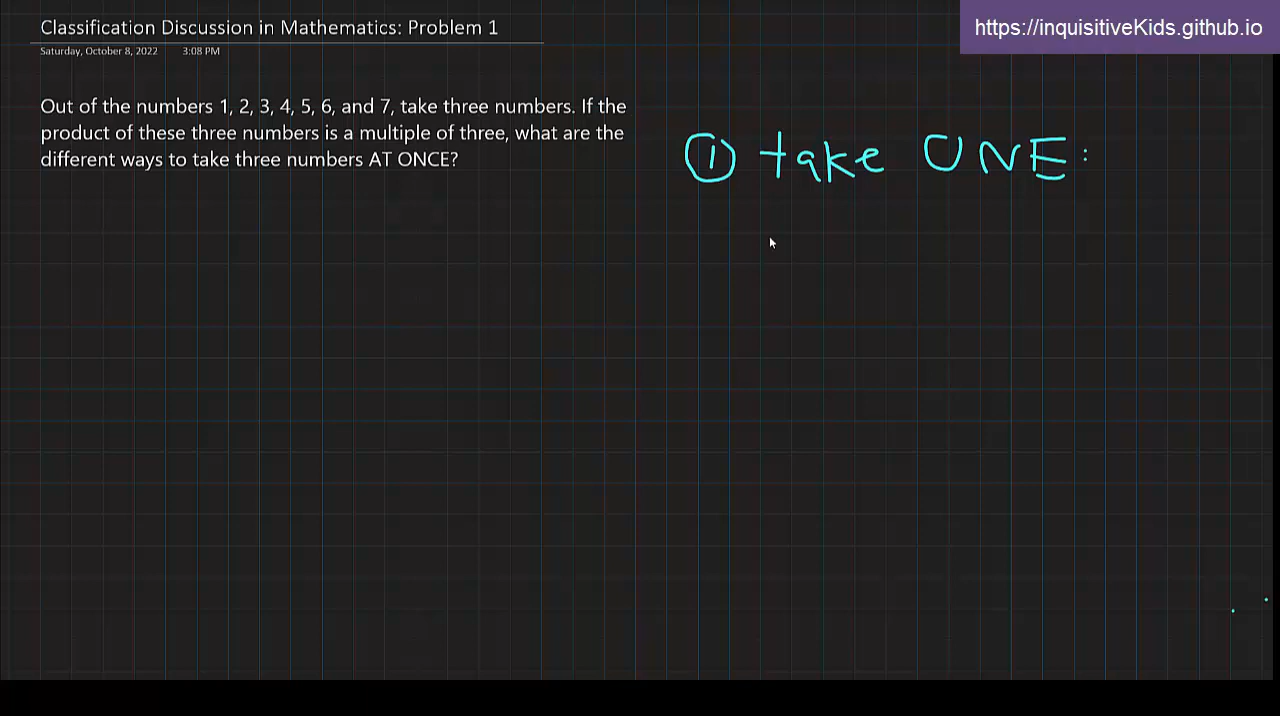 Classification Discussion in Mathematics: Problem 1
https://inquisitiveKids.github.io
Saturday, October 8, 2022 3:08 PM
Out of the numbers 1, 2, 3, 4, 5, 6, and 7, take three numbers. If the
product of these three numbers is a multiple of three, what are the
different ways to take three numbers AT ONCE?
① take ONE: